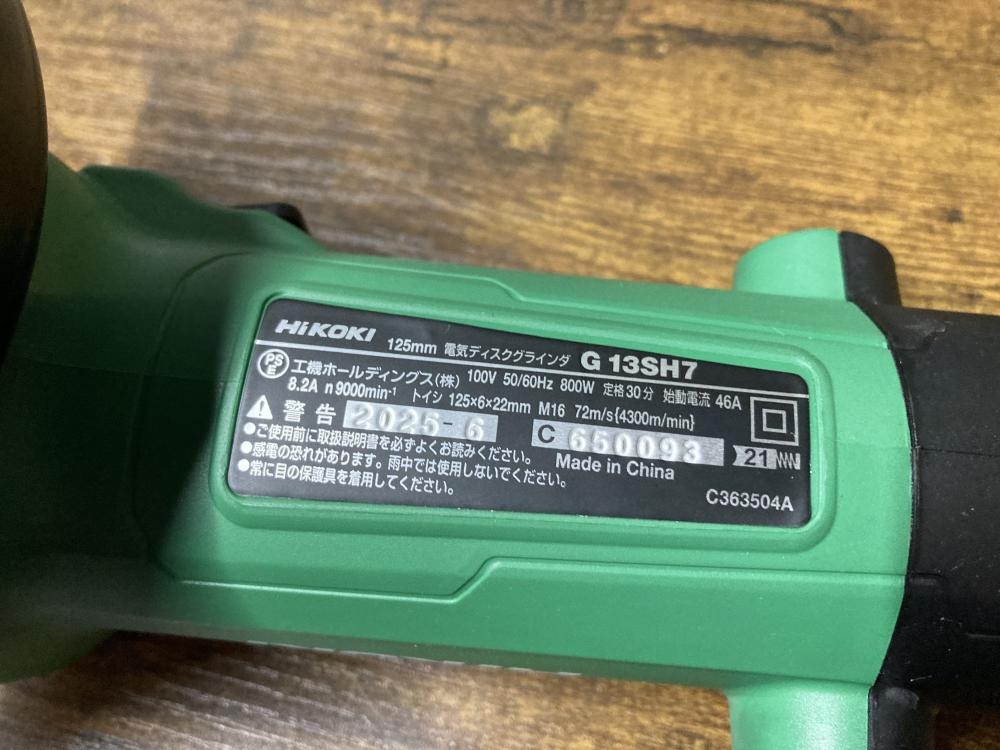 HiKOKI 125mm 電気ディスクグラインダ G 13SH7
PSE 工機ホールディングス(株) 100V 50/60Hz 800W 定格30分 始動電流 46A
8.2A n 9000min-1 トイシ 125×6×22mm M16 72m/s{4300m/min}
警告 2025-6 C 650093
●ご使用前に取扱説明書を必ずよくお読みください。
●感電の恐れがあります。雨中では使用しないでください。
●常に目の保護具を着用してください。
Made in China
21
C363504A